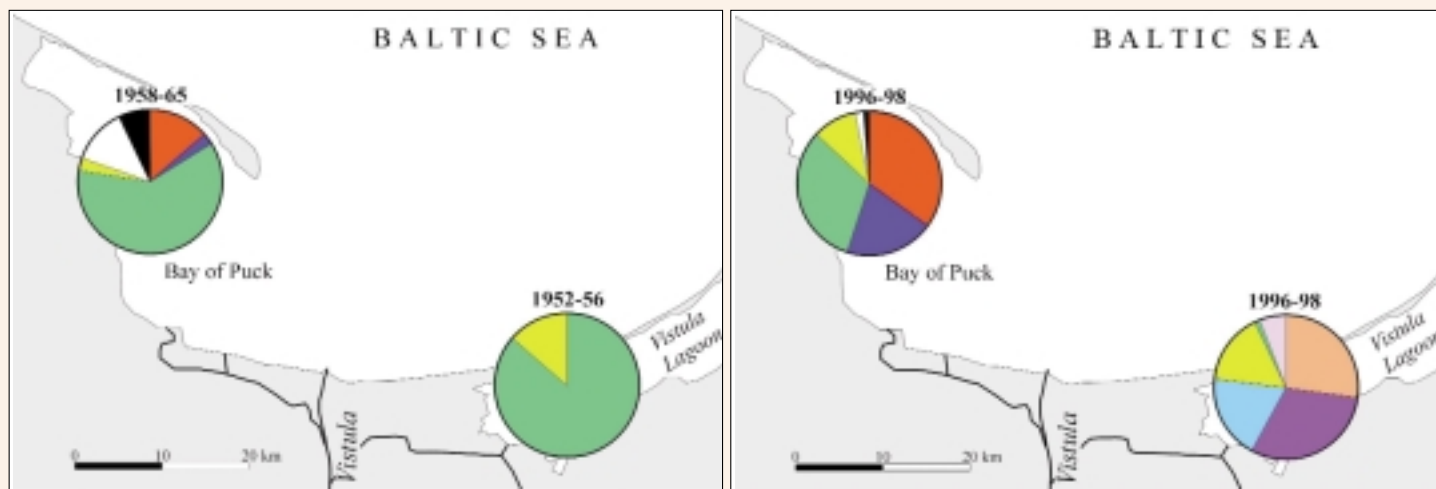 BALTIC SEA
1958-65
Bay of Puck
1952-56
Vistula
Lagoon
Vistula
0 10 20 km
BALTIC SEA
1996-98
Bay of Puck
1996-98
Vistula
Lagoon
Vistula
0 10 20 km